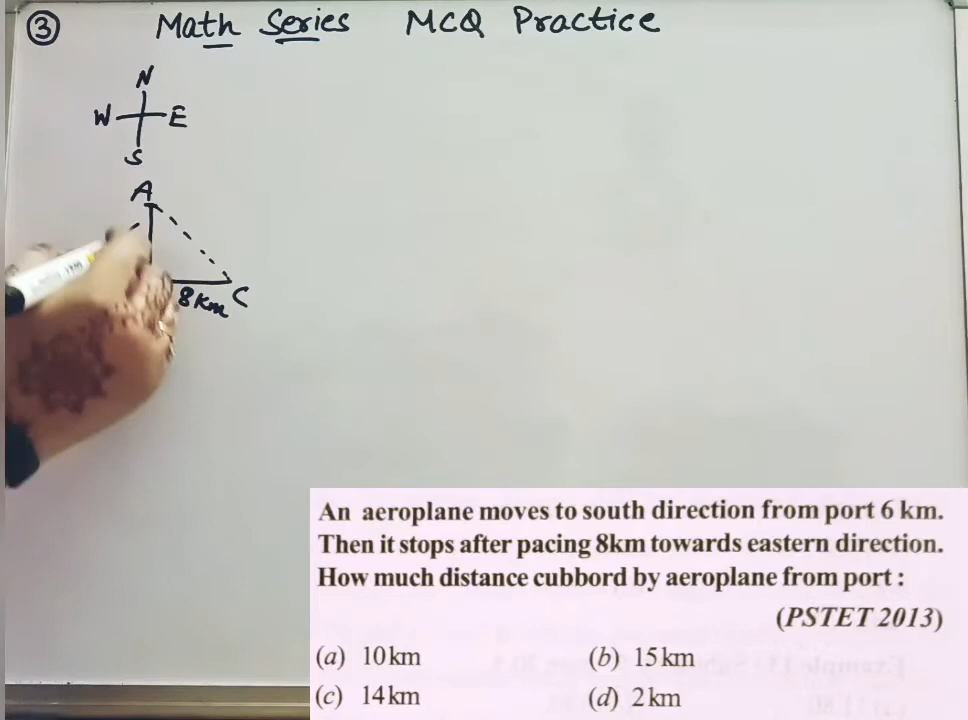 ③ Math Series MCQ Practice
N
W E
S
A
8km C
An aeroplane moves to south direction from port 6 km.
Then it stops after pacing 8km towards eastern direction.
How much distance cubbord by aeroplane from port :
(PSTET 2013)
(a) 10km (b) 15km
(c) 14km (d) 2km